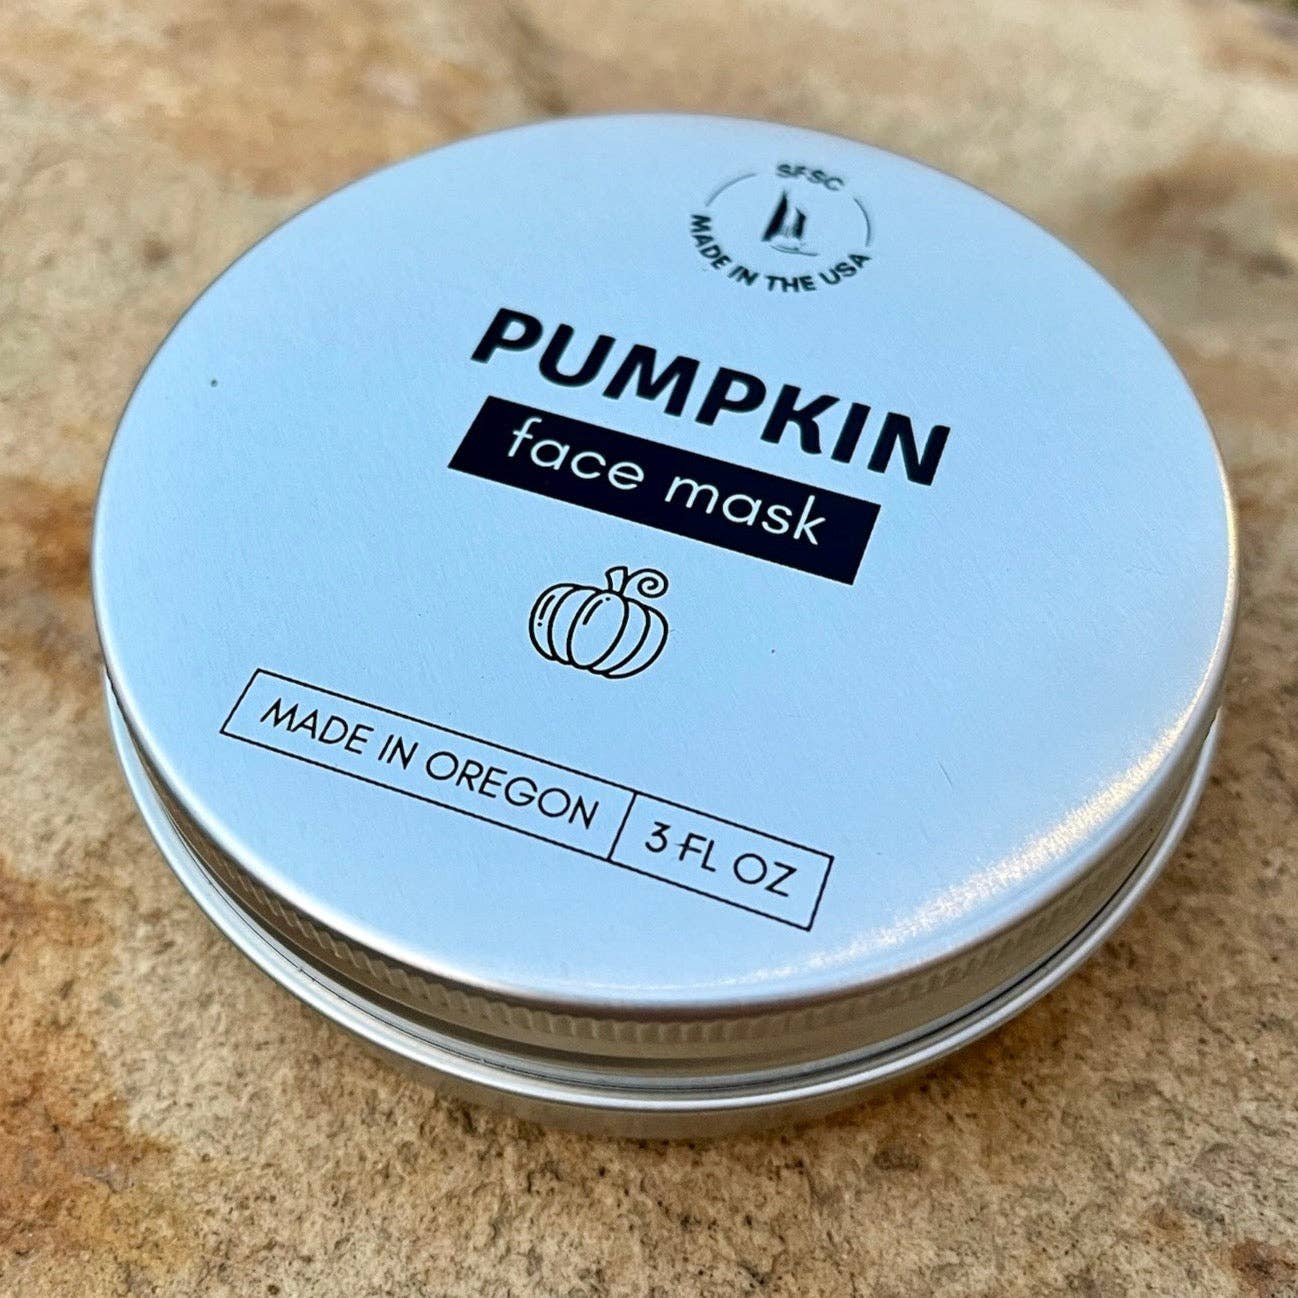 SFSC
MADE IN THE USA
PUMPKIN
face mask
MADE IN OREGON
3 FL OZ